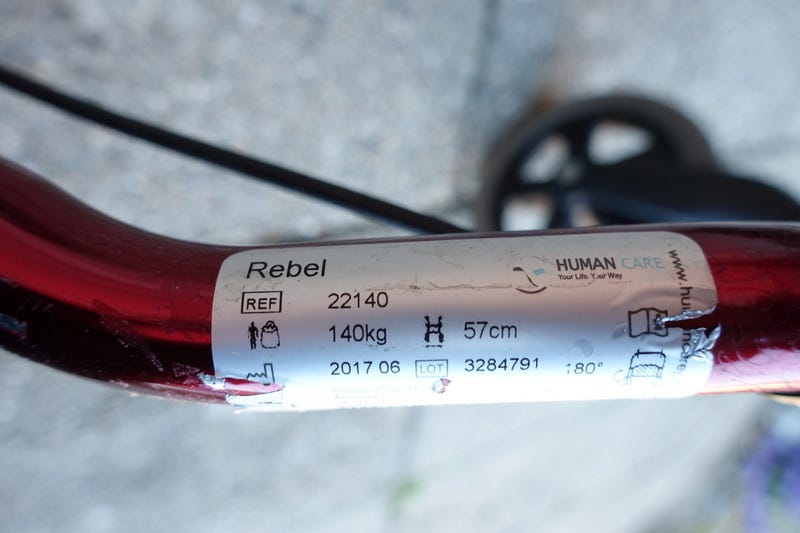 Rebel
HUMAN CARE
Your Life. Your Way
REF 22140
140kg 57cm
2017 06 LOT 3284791 180°